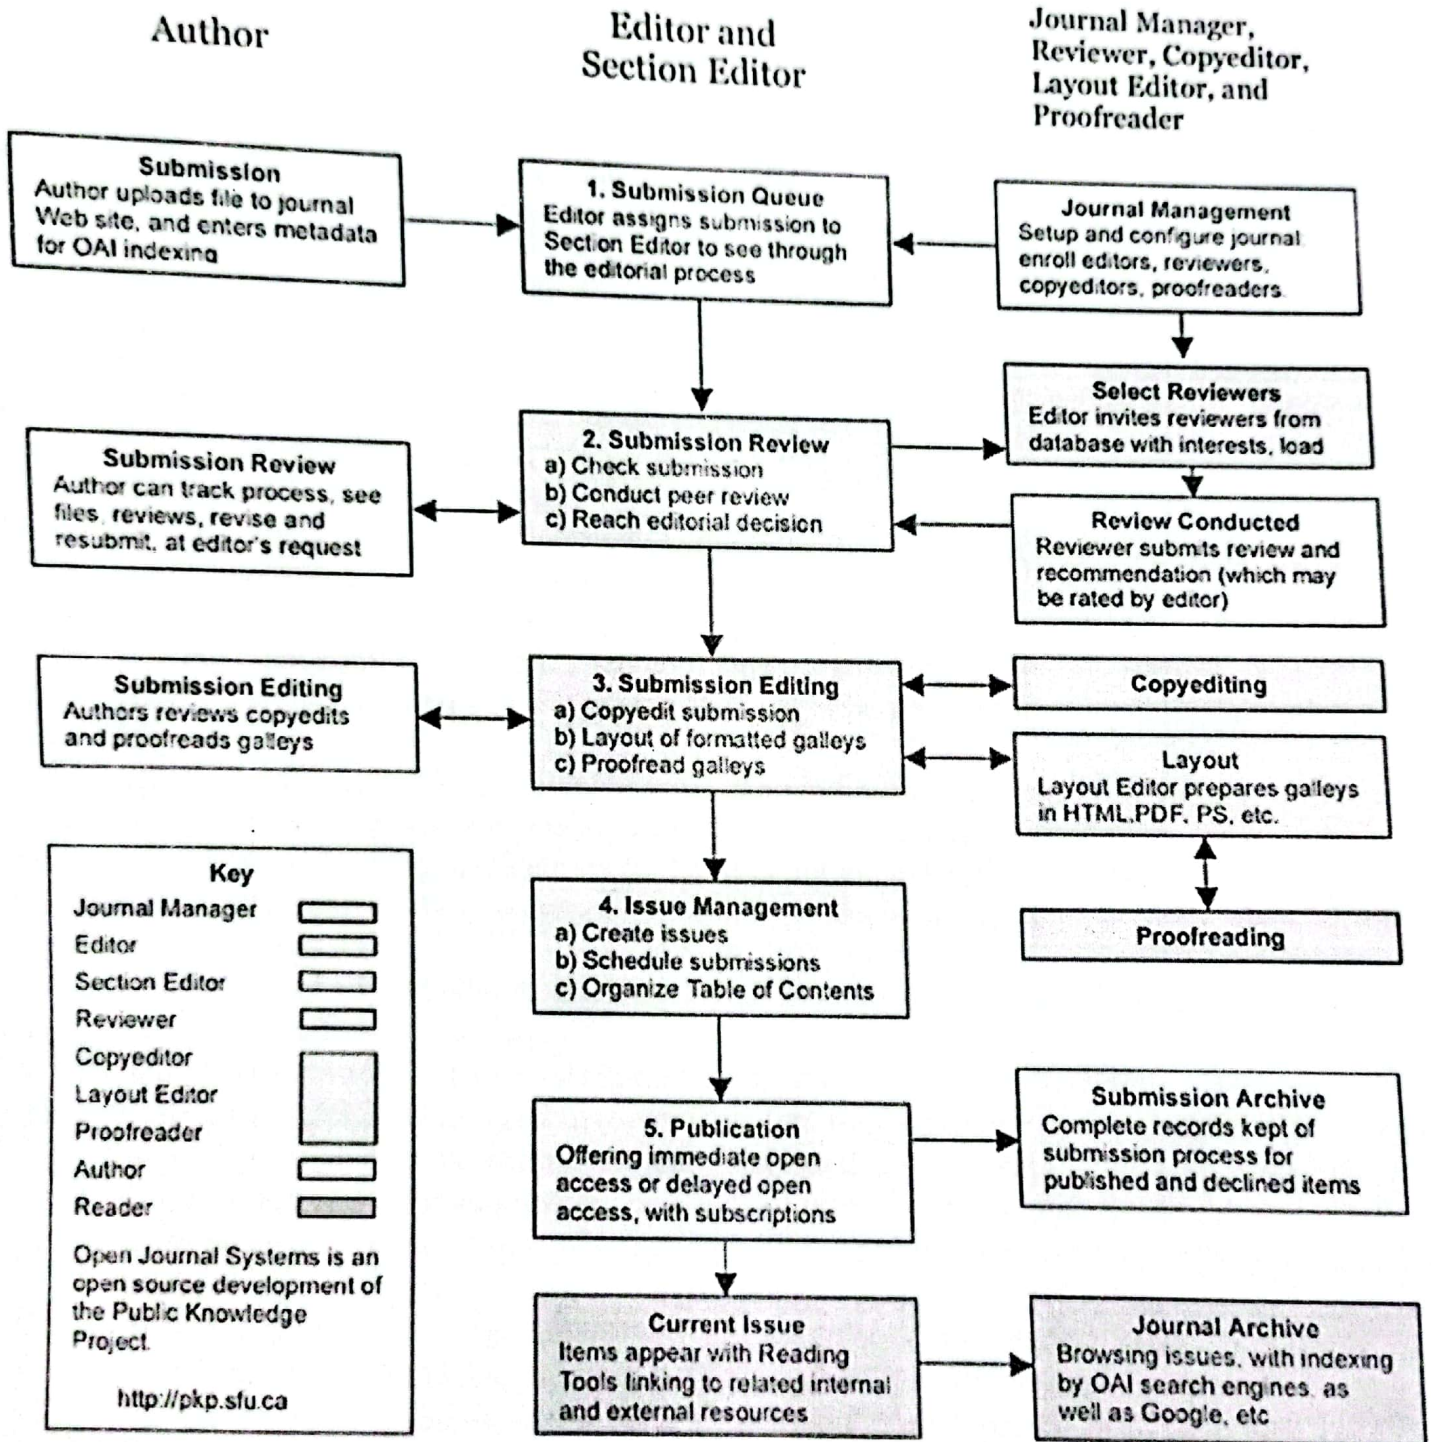 Author
Editor and
Section Editor
Journal Manager,
Reviewer, Copyeditor,
Layout Editor, and
Proofreader
Submission
Author uploads file to journal
Web site, and enters metadata
for OAI indexing
1. Submission Queue
Editor assigns submission to
Section Editor to see through
the editorial process
Journal Management
Setup and configure journal
enroll editors, reviewers,
copyeditors, proofreaders.
Select Reviewers
Editor invites reviewers from
database with interests, load
Submission Review
Author can track process, see
files, reviews, revise and
resubmit, at editor's request
2. Submission Review
a) Check submission
b) Conduct peer review
c) Reach editorial decision
Review Conducted
Reviewer submits review and
recommendation (which may
be rated by editor)
Submission Editing
Authors reviews copyedits
and proofreads galleys
3. Submission Editing
a) Copyedit submission
b) Layout of formatted galleys
c) Proofread galleys
Copyediting
Layout
Layout Editor prepares galleys
in HTML.PDF, PS, etc.
Proofreading
Key
Journal Manager
Editor
Section Editor
Reviewer
Copyeditor
Layout Editor
Proofreader
Author
Reader
Open Journal Systems is an
open source development of
the Public Knowledge
Project.
http://pkp.sfu.ca
4. Issue Management
a) Create issues
b) Schedule submissions
c) Organize Table of Contents
5. Publication
Offering immediate open
access or delayed open
access, with subscriptions
Submission Archive
Complete records kept of
submission process for
published and declined items
Current Issue
Items appear with Reading
Tools linking to related internal
and external resources
Journal Archive
Browsing issues, with indexing
by OAI search engines, as
well as Google, etc